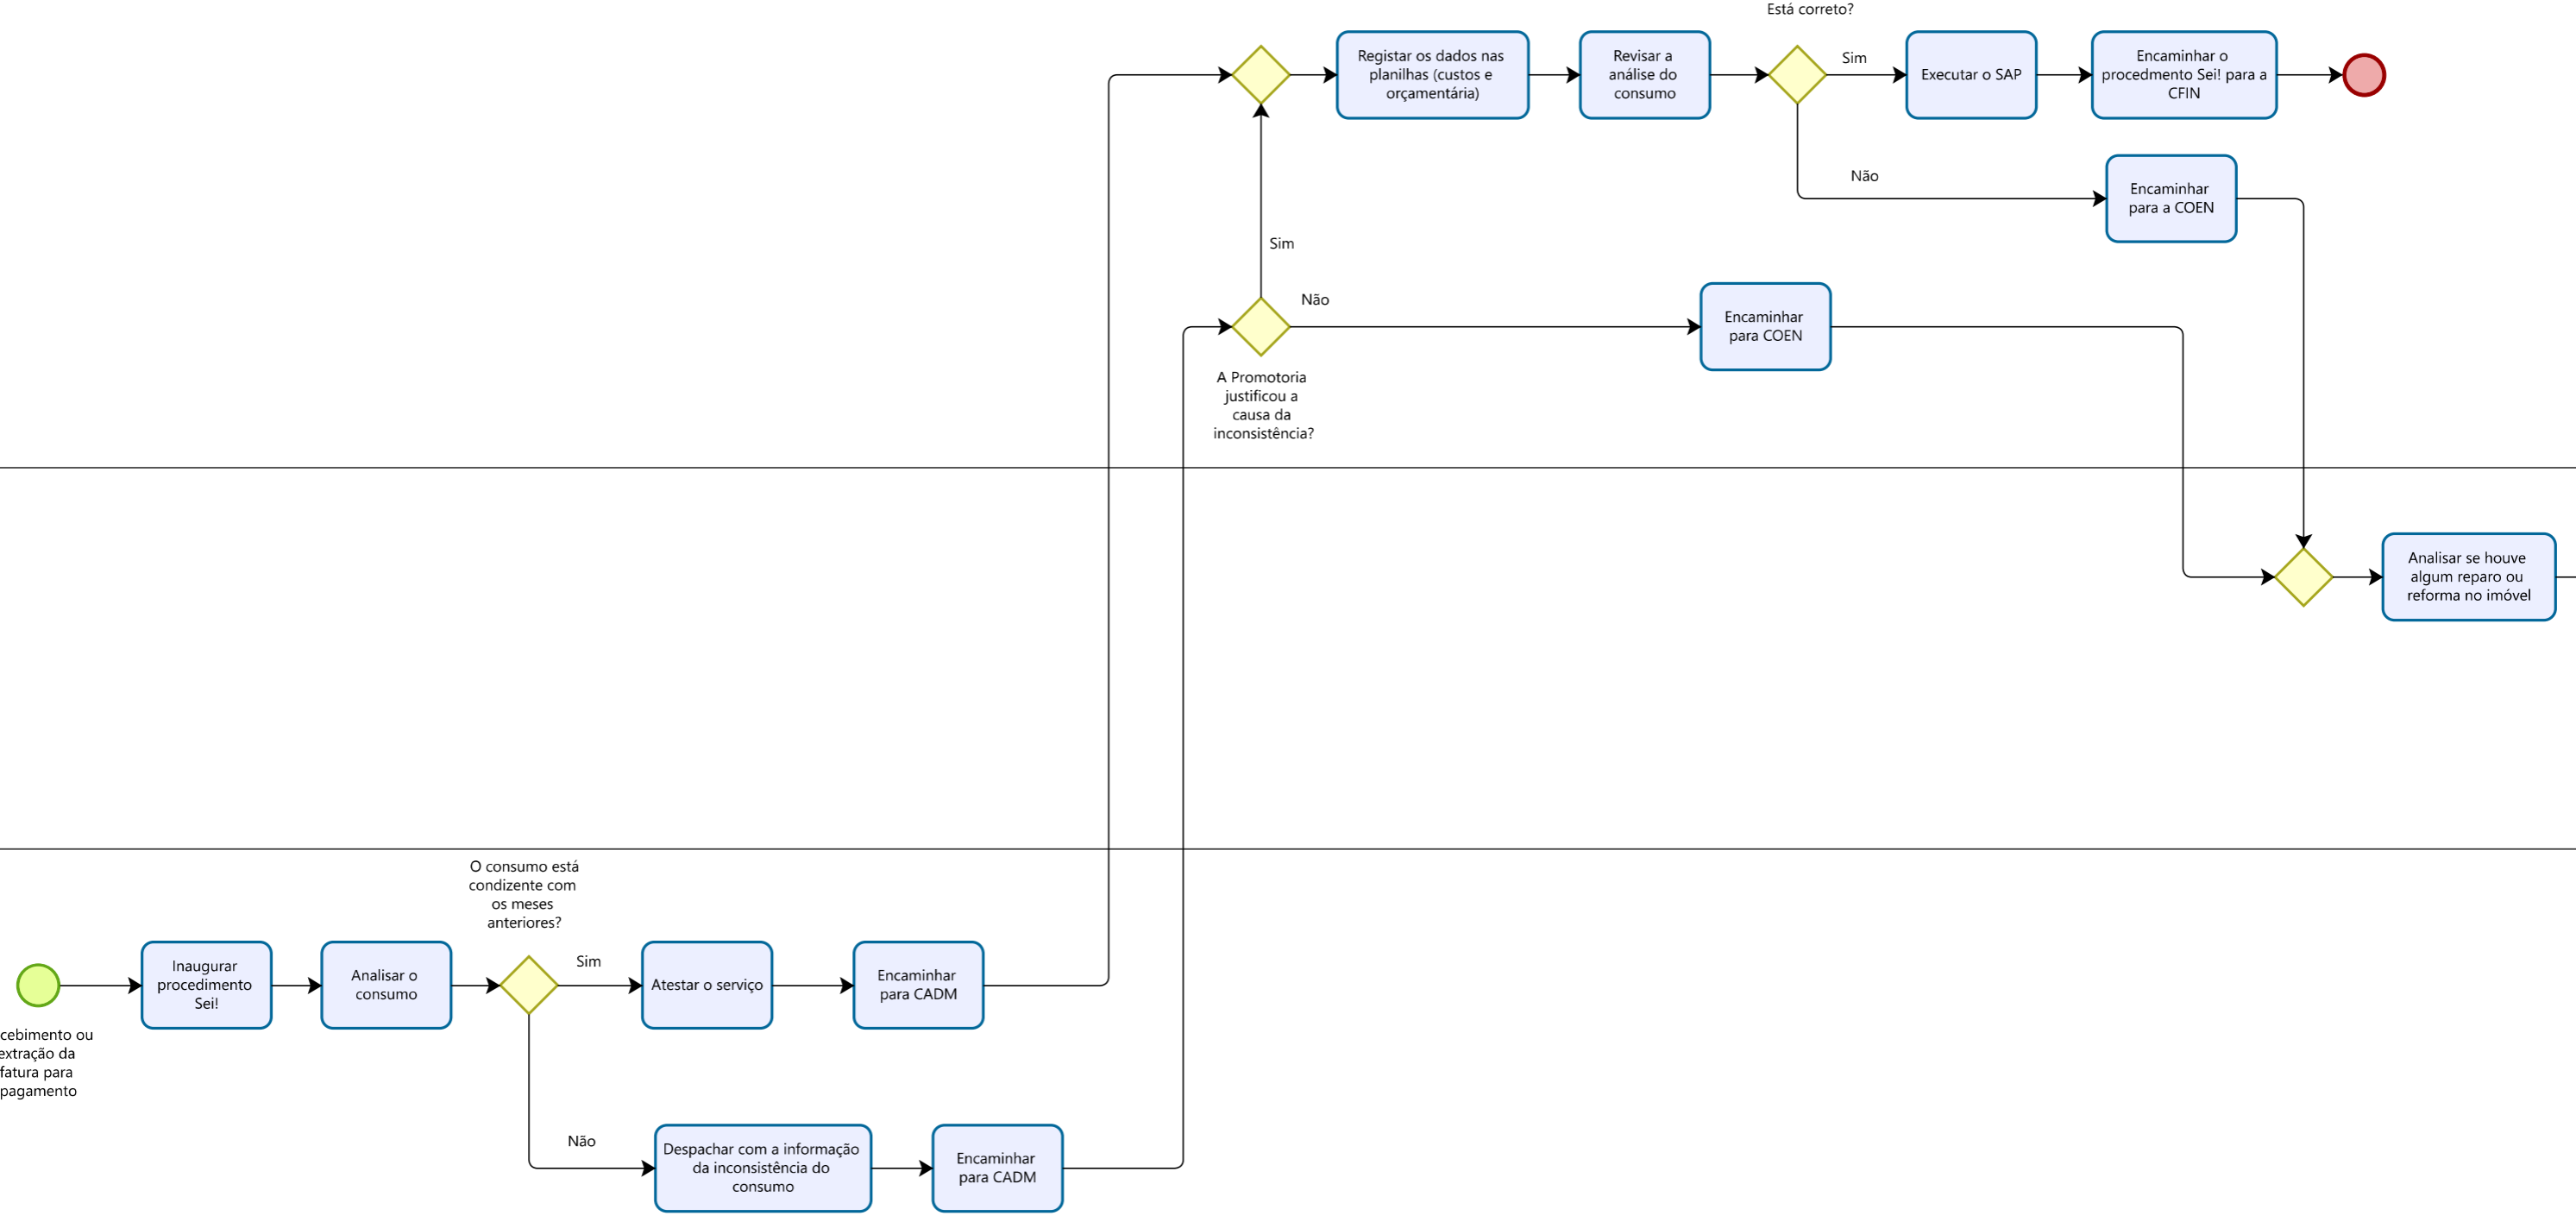 Está correto?
Registar os dados nas
planilhas (custos e
orçamentária)
Revisar a
análise do
consumo
Sim
Executar o SAP
Encaminhar o
procedmento Sei! para a
CFIN
Não
Encaminhar
para a COEN
Sim
Não
Encaminhar
para COEN
A Promotoria
justificou a
causa da
inconsistência?
Analisar se houve
algum reparo ou
reforma no imóvel
O consumo está
condizente com
os meses
anteriores?
Inaugurar
procedimento
Sei!
Analisar o
consumo
Sim
Atestar o serviço
Encaminhar
para CADM
cebimento ou
extração da
fatura para
pagamento
Não
Despachar com a informação
da inconsistência do
consumo
Encaminhar
para CADM